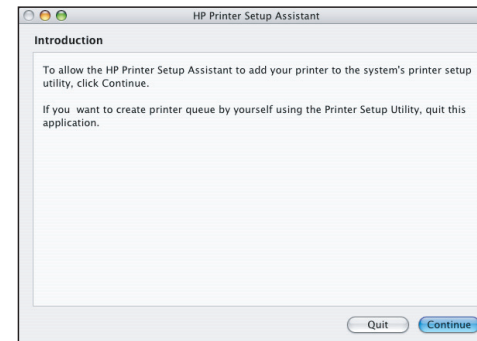 HP Printer Setup Assistant
Introduction
To allow the HP Printer Setup Assistant to add your printer to the system's printer setup
utility, click Continue.
If you want to create printer queue by yourself using the Printer Setup Utility, quit this
application.
Quit Continue